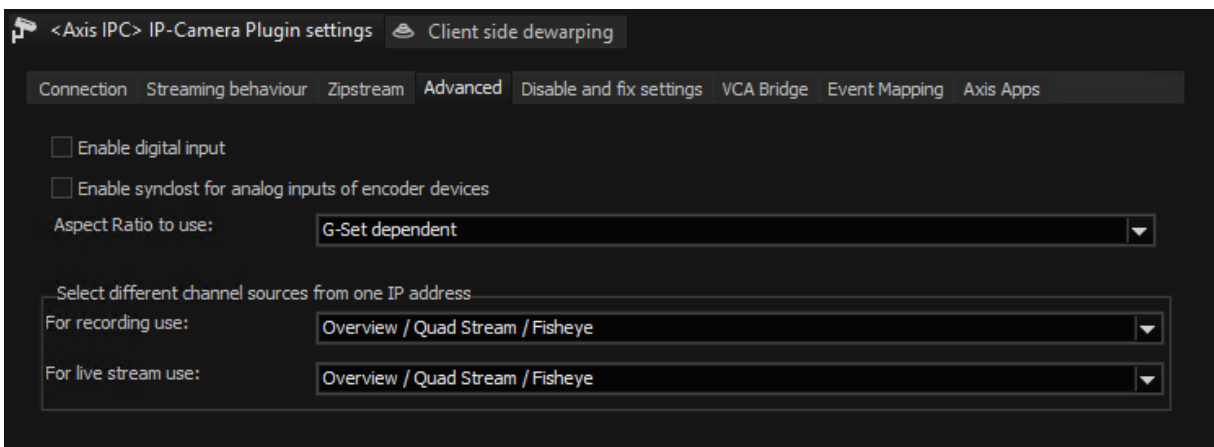 <Axis IPC> IP-Camera Plugin settings Client side dewarping
Connection Streaming behaviour Zipstream Advanced Disable and fix settings VCA Bridge Event Mapping Axis Apps
Enable digital input
Enable synclost for analog inputs of encoder devices
Aspect Ratio to use: G-Set dependent
Select different channel sources from one IP address
For recording use: Overview / Quad Stream / Fisheye
For live stream use: Overview / Quad Stream / Fisheye